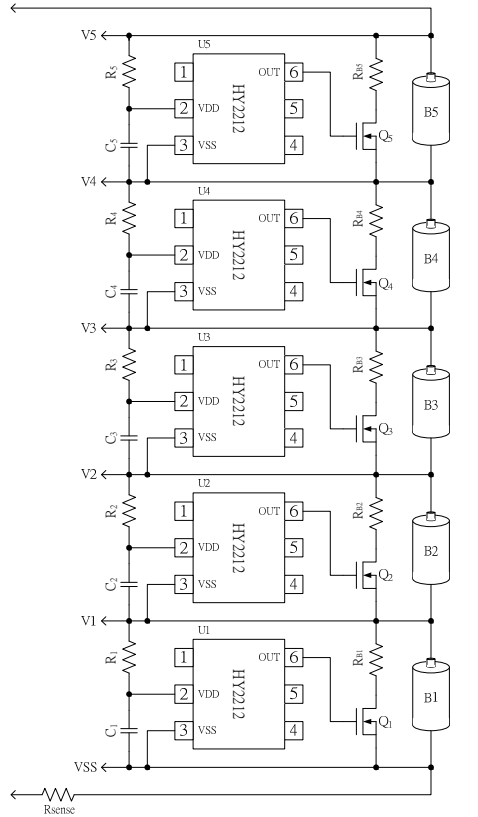 V5
U5
R5
1
OUT
6
RB5
HY2212
2
VDD
5
B5
C5
3
VSS
4
Q5
V4
U4
R4
1
OUT
6
RB4
HY2212
2
VDD
5
B4
C4
3
VSS
4
Q4
V3
U3
R3
1
OUT
6
RB3
HY2212
2
VDD
5
B3
C3
3
VSS
4
Q3
V2
U2
R2
1
OUT
6
RB2
HY2212
2
VDD
5
B2
C2
3
VSS
4
Q2
V1
U1
R1
1
OUT
6
RB1
HY2212
2
VDD
5
B1
C1
3
VSS
4
Q1
VSS
Rsense